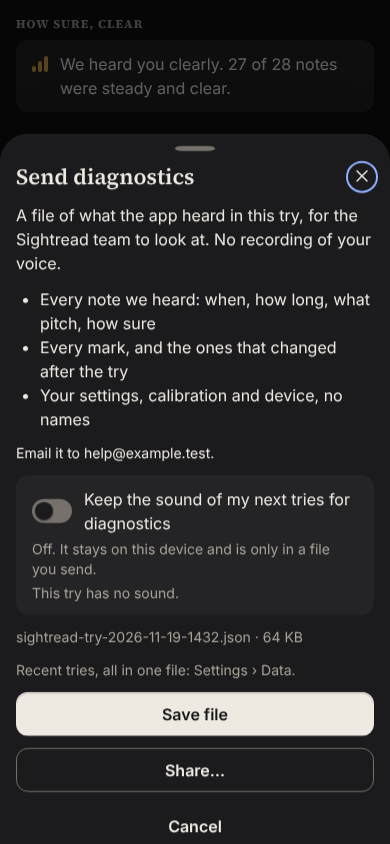 HOW SURE, CLEAR
We heard you clearly. 27 of 28 notes
were steady and clear.
Send diagnostics
A file of what the app heard in this try, for the
Sightread team to look at. No recording of your
voice.
• Every note we heard: when, how long, what
pitch, how sure
• Every mark, and the ones that changed
after the try
• Your settings, calibration and device, no
names
Email it to help@example.test.
Keep the sound of my next tries for
diagnostics
Off. It stays on this device and is only in a file
you send.
This try has no sound.
sightread-try-2026-11-19-1432.json · 64 KB
Recent tries, all in one file: Settings › Data.
Save file
Share…
Cancel